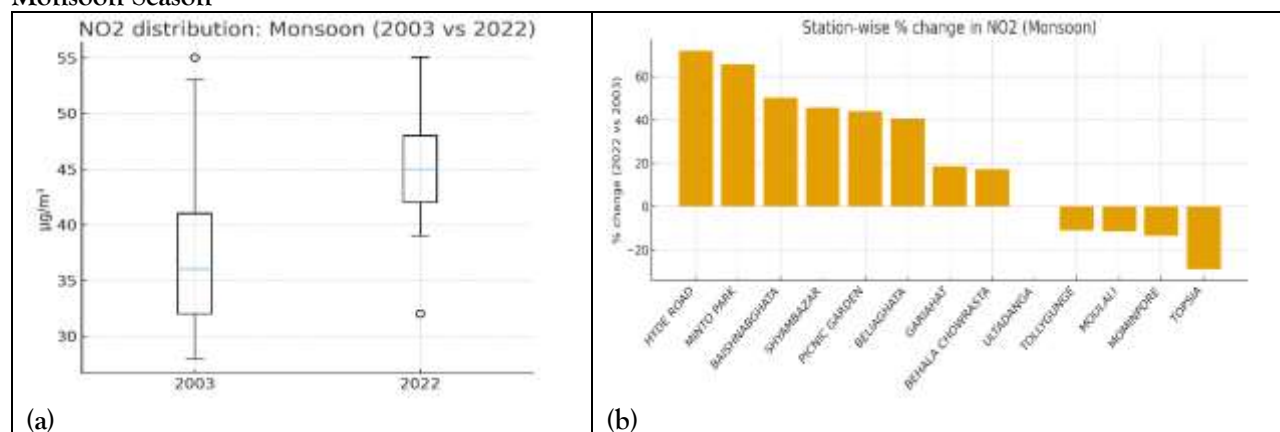 Monsoon Season
NO2 distribution: Monsoon (2003 vs 2022)
55
50
45
40
35
30
µg/m³
2003
2022
(a)
Station-wise % change in NO2 (Monsoon)
60
40
20
0
−20
% change (2022 vs 2003)
HYDE ROAD
MINTO PARK
BAISHNABGHATA
SHYAMBAZAR
PICNIC GARDEN
BELIAGHATA
GARIAHAT
BEHALA CHOWRASTA
ULTADANGA
TOLLYGUNGE
MOULALI
MOMINPORE
TOPSIA
(b)